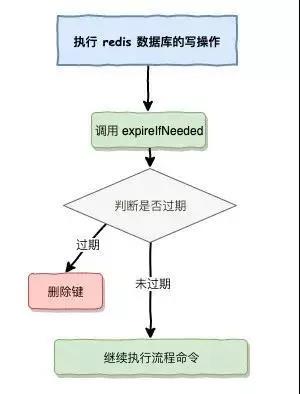 执行 redis 数据库的写操作
调用 expireIfNeeded
判断是否过期
过期
未过期
删除键
继续执行流程命令